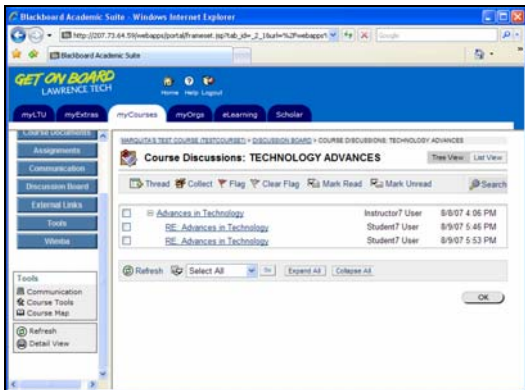 Blackboard Academic Suite - Windows Internet Explorer
http://207.73.64.59/webapps/portal/frameset.jsp?tab_id=_2_1&url=%2Fwebapps% Google
Blackboard Academic Suite
GET ON BOARD
LAWRENCE TECH
Home Help Logout
myLTU myExtras myCourses myOrgs eLearning Scholar
Course Documents
Assignments
Communication
Discussion Board
External Links
Tools
Wimba
Tools
Communication
Course Tools
Course Map
Refresh
Detail View
MARQUITA'S TEST COURSE (TESTCOURSE7) > DISCUSSION BOARD > COURSE DISCUSSIONS: TECHNOLOGY ADVANCES
Course Discussions: TECHNOLOGY ADVANCES Tree View List View
Thread Collect Flag Clear Flag Mark Read Mark Unread Search
Advances in Technology Instructor7 User 8/8/07 4:06 PM
RE: Advances in Technology Student7 User 8/9/07 5:46 PM
RE: Advances in Technology Student7 User 8/9/07 5:53 PM
Refresh Select All Expand All Collapse All
OK